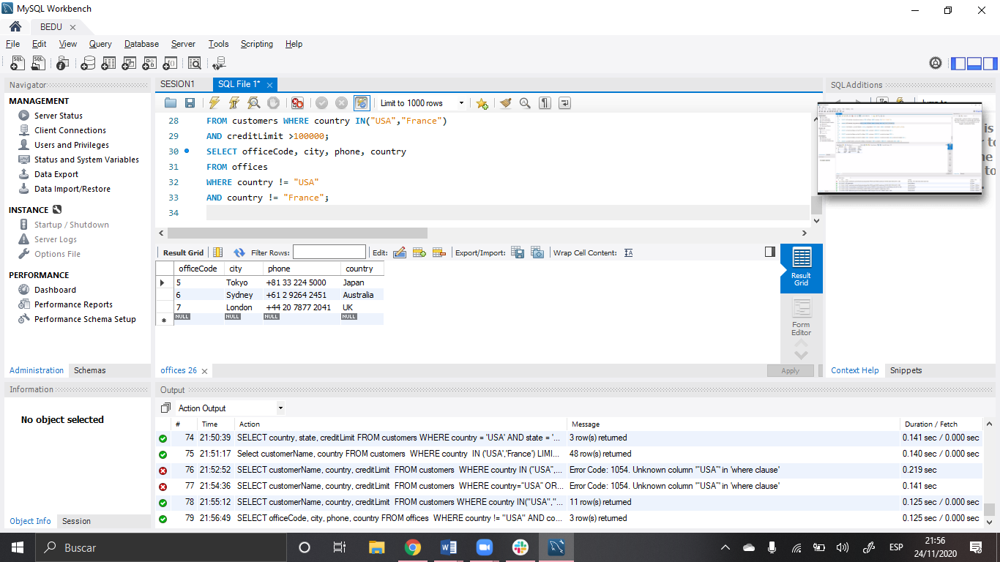 MySQL Workbench
BEDU
File Edit View Query Database Server Tools Scripting Help
Navigator
MANAGEMENT
Server Status
Client Connections
Users and Privileges
Status and System Variables
Data Export
Data Import/Restore
INSTANCE
Startup / Shutdown
Server Logs
Options File
PERFORMANCE
Dashboard
Performance Reports
Performance Schema Setup
Administration Schemas
Information
No object selected
Object Info Session
SESION1 SQL File 1*
Limit to 1000 rows
28 FROM customers WHERE country IN("USA","France")
29 AND creditLimit >100000;
30 SELECT officeCode, city, phone, country
31 FROM offices
32 WHERE country != "USA"
33 AND country != "France";
34
Result Grid Filter Rows: Edit: Export/Import: Wrap Cell Content:
officeCode city phone country
5 Tokyo +81 33 224 5000 Japan
6 Sydney +61 2 9264 2451 Australia
7 London +44 20 7877 2041 UK
NULL NULL NULL NULL
Result Grid
Form Editor
offices 26
Apply
SQLAdditions
Jump to
Context Help Snippets
Output
Action Output
# Time Action Message Duration / Fetch
74 21:50:39 SELECT country, state, creditLimit FROM customers WHERE country = 'USA' AND state = '... 3 row(s) returned 0.141 sec / 0.000 sec
75 21:51:17 Select customerName, country FROM customers WHERE country IN ('USA','France') LIMI... 48 row(s) returned 0.140 sec / 0.000 sec
76 21:52:52 SELECT customerName, country, creditLimit FROM customers WHERE country IN ("USA",... Error Code: 1054. Unknown column '"USA"' in 'where clause' 0.219 sec
77 21:54:36 SELECT customerName, country, creditLimit FROM customers WHERE country="USA" OR... Error Code: 1054. Unknown column '"USA"' in 'where clause' 0.141 sec
78 21:55:12 SELECT customerName, country, creditLimit FROM customers WHERE country IN("USA","... 11 row(s) returned 0.125 sec / 0.000 sec
79 21:56:49 SELECT officeCode, city, phone, country FROM offices WHERE country != "USA" AND co... 3 row(s) returned 0.125 sec / 0.000 sec
Buscar
ESP
21:56
24/11/2020